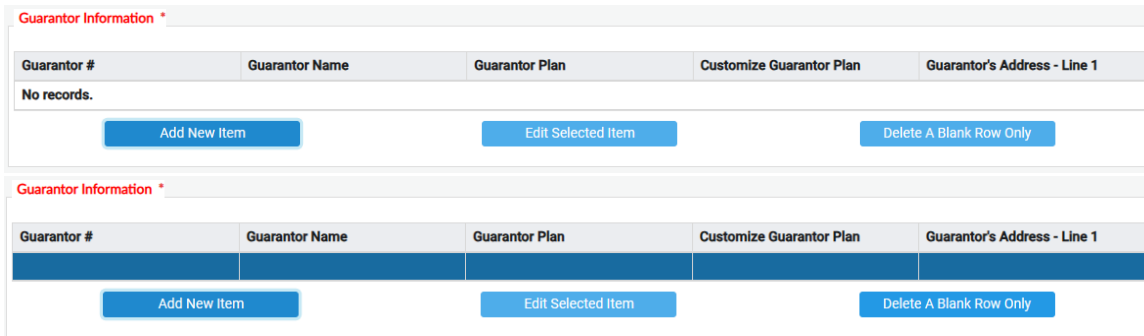 Guarantor Information *
Guarantor # Guarantor Name Guarantor Plan Customize Guarantor Plan Guarantor's Address - Line 1
No records.
Add New Item Edit Selected Item Delete A Blank Row Only
Guarantor Information *
Guarantor # Guarantor Name Guarantor Plan Customize Guarantor Plan Guarantor's Address - Line 1
Add New Item Edit Selected Item Delete A Blank Row Only